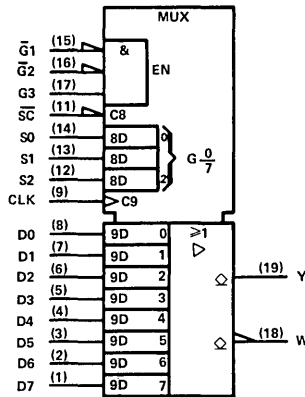 MUX
G̅1 (15) &
G̅2 (16) EN
G3 (17)
S̅C̅ (11) C8
S0 (14) 8D 0
S1 (13) 8D G 0/7
S2 (12) 8D 2
CLK (9) C9
D0 (8) 9D 0 ≥1
D1 (7) 9D 1
D2 (6) 9D 2 (19) Y
D3 (5) 9D 3
D4 (4) 9D 4
D5 (3) 9D 5 (18) W
D6 (2) 9D 6
D7 (1) 9D 7